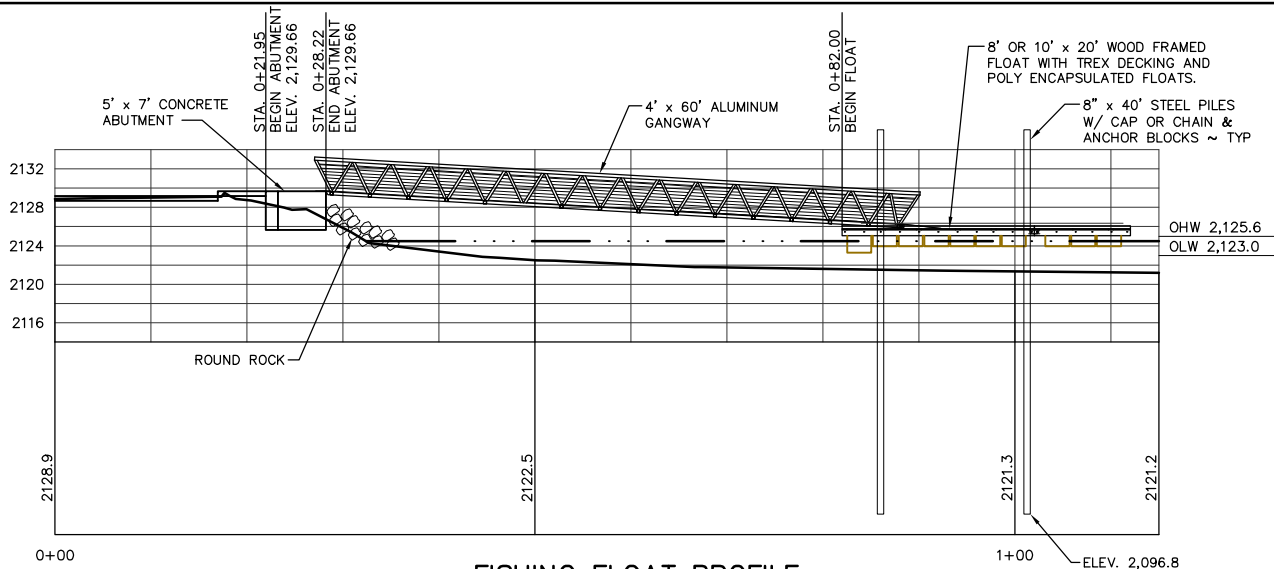 STA. 0+21.95
BEGIN ABUTMENT
ELEV. 2,129.66
STA. 0+28.22
END ABUTMENT
ELEV. 2,129.66
STA. 0+82.00
BEGIN FLOAT
8' OR 10' x 20' WOOD FRAMED
FLOAT WITH TREX DECKING AND
POLY ENCAPSULATED FLOATS.
5' x 7' CONCRETE
ABUTMENT
4' x 60' ALUMINUM
GANGWAY
8" x 40' STEEL PILES
W/ CAP OR CHAIN &
ANCHOR BLOCKS ~ TYP
2132
2128
2124
2120
2116
OHW 2,125.6
OLW 2,123.0
ROUND ROCK
2128.9
2122.5
2121.3
2121.2
0+00
1+00
ELEV. 2,096.8
FISHING FLOAT PROFILE